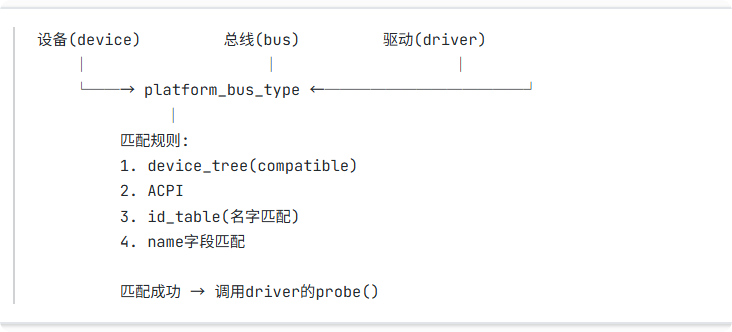 设备(device) 总线(bus) 驱动(driver)
→ platform_bus_type ←
匹配规则:
1. device_tree(compatible)
2. ACPI
3. id_table(名字匹配)
4. name字段匹配
匹配成功 → 调用driver的probe()